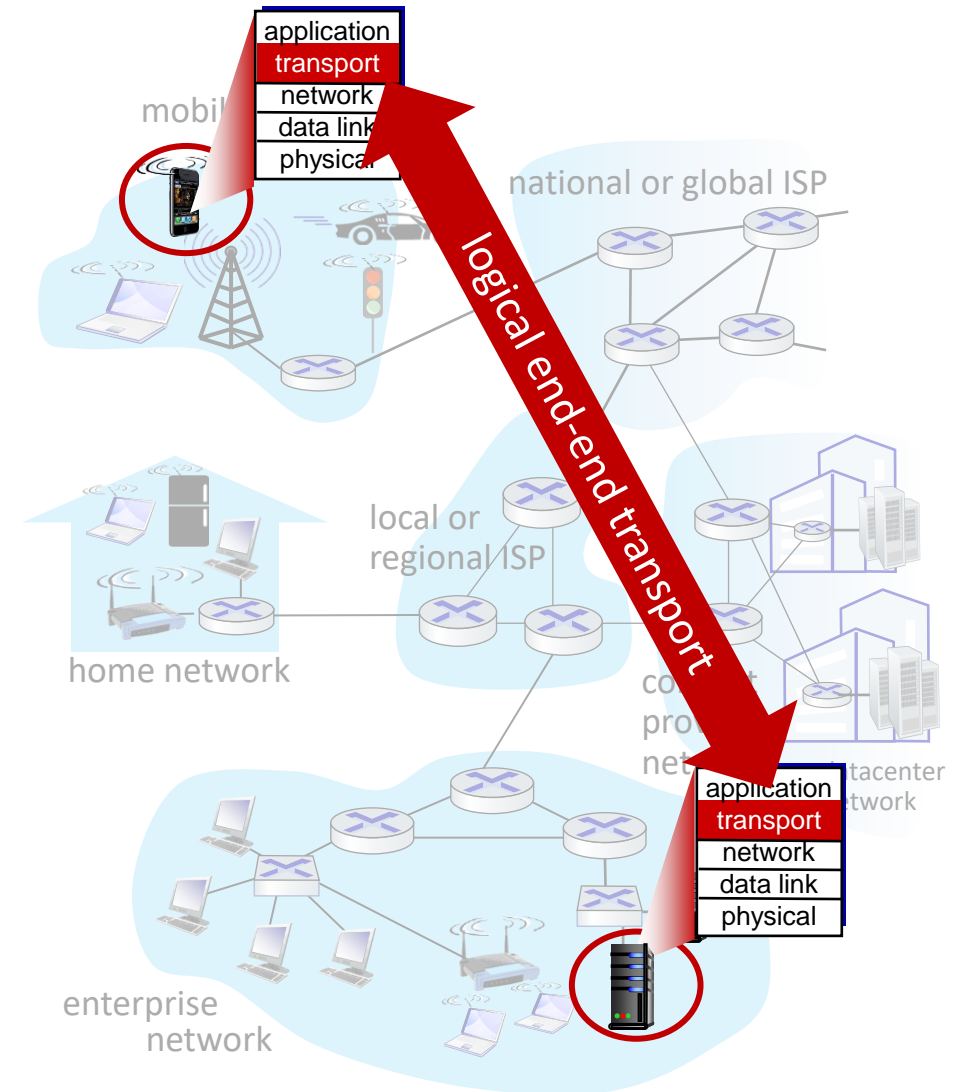 application
transport
network
data link
physical
national or global ISP
logical end-end transport
local or
regional ISP
home network
network
application
transport
network
data link
physical
enterprise
network